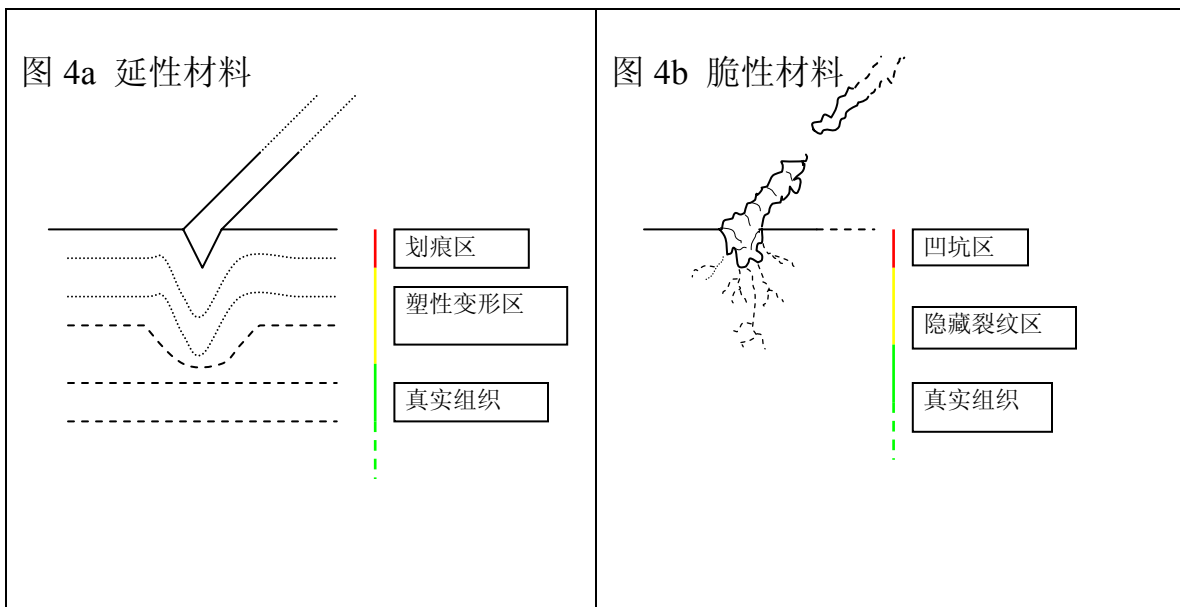 图 4a 延性材料
划痕区
塑性变形区
真实组织
图 4b 脆性材料
凹坑区
隐藏裂纹区
真实组织